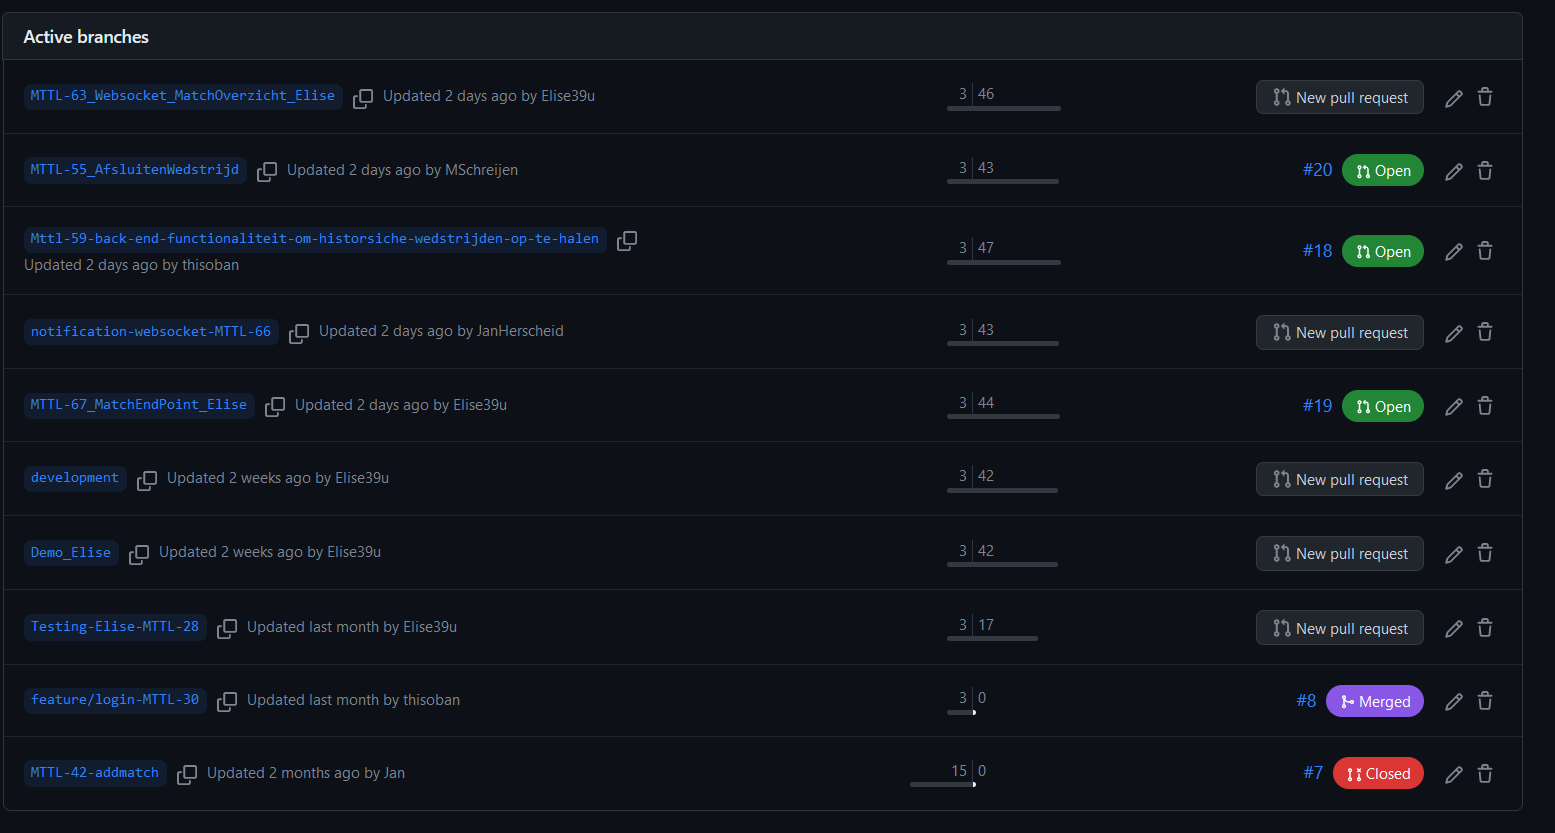 Active branches
MTTL-63_Websocket_MatchOverzicht_Elise Updated 2 days ago by Elise39u 3 46 New pull request
MTTL-55_AfsluitenWedstrijd Updated 2 days ago by MSchreijen 3 43 #20 Open
Mttl-59-back-end-functionaliteit-om-historsiche-wedstrijden-op-te-halen 3 47 #18 Open
Updated 2 days ago by thisoban
notification-websocket-MTTL-66 Updated 2 days ago by JanHerscheid 3 43 New pull request
MTTL-67_MatchEndPoint_Elise Updated 2 days ago by Elise39u 3 44 #19 Open
development Updated 2 weeks ago by Elise39u 3 42 New pull request
Demo_Elise Updated 2 weeks ago by Elise39u 3 42 New pull request
Testing-Elise-MTTL-28 Updated last month by Elise39u 3 17 New pull request
feature/login-MTTL-30 Updated last month by thisoban 3 0 #8 Merged
MTTL-42-addmatch Updated 2 months ago by Jan 15 0 #7 Closed